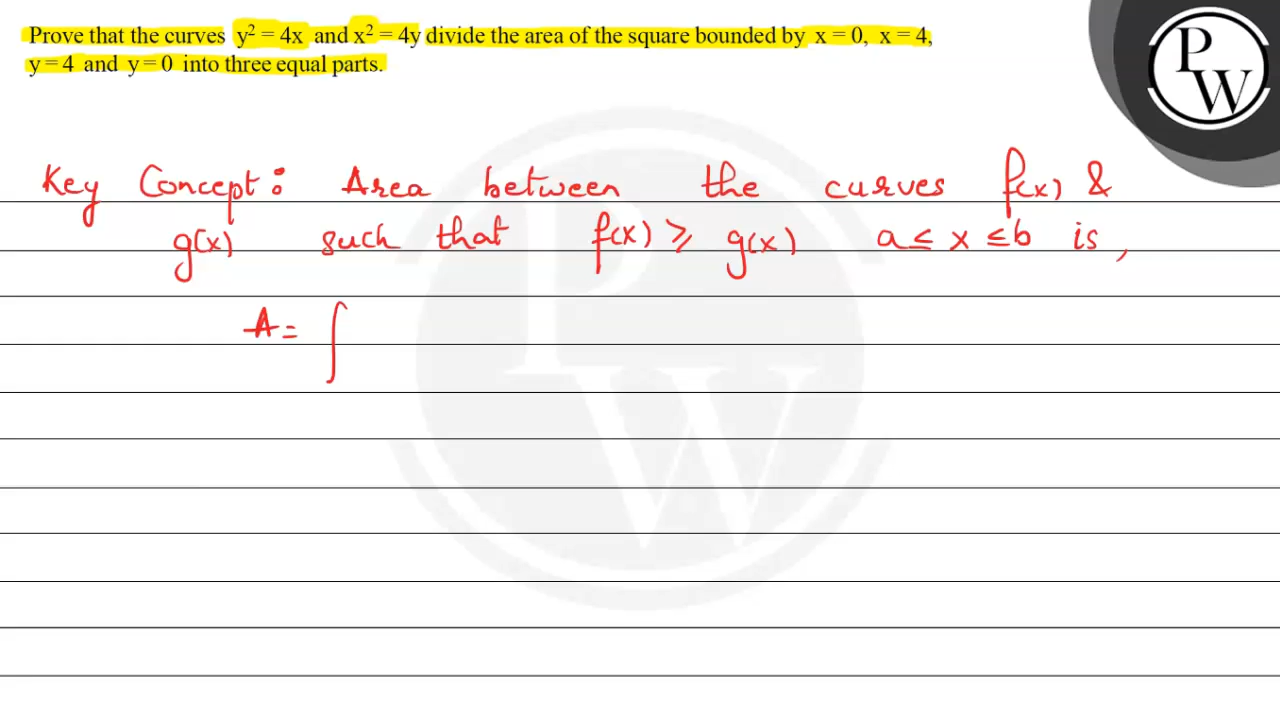 Prove that the curves y² = 4x and x² = 4y divide the area of the square bounded by x = 0, x = 4,
y = 4 and y = 0 into three equal parts.
P
W
Key Concept: Area between the curves f(x) &
g(x) such that f(x) ≥ g(x) a ≤ x ≤ b is,
A = ∫